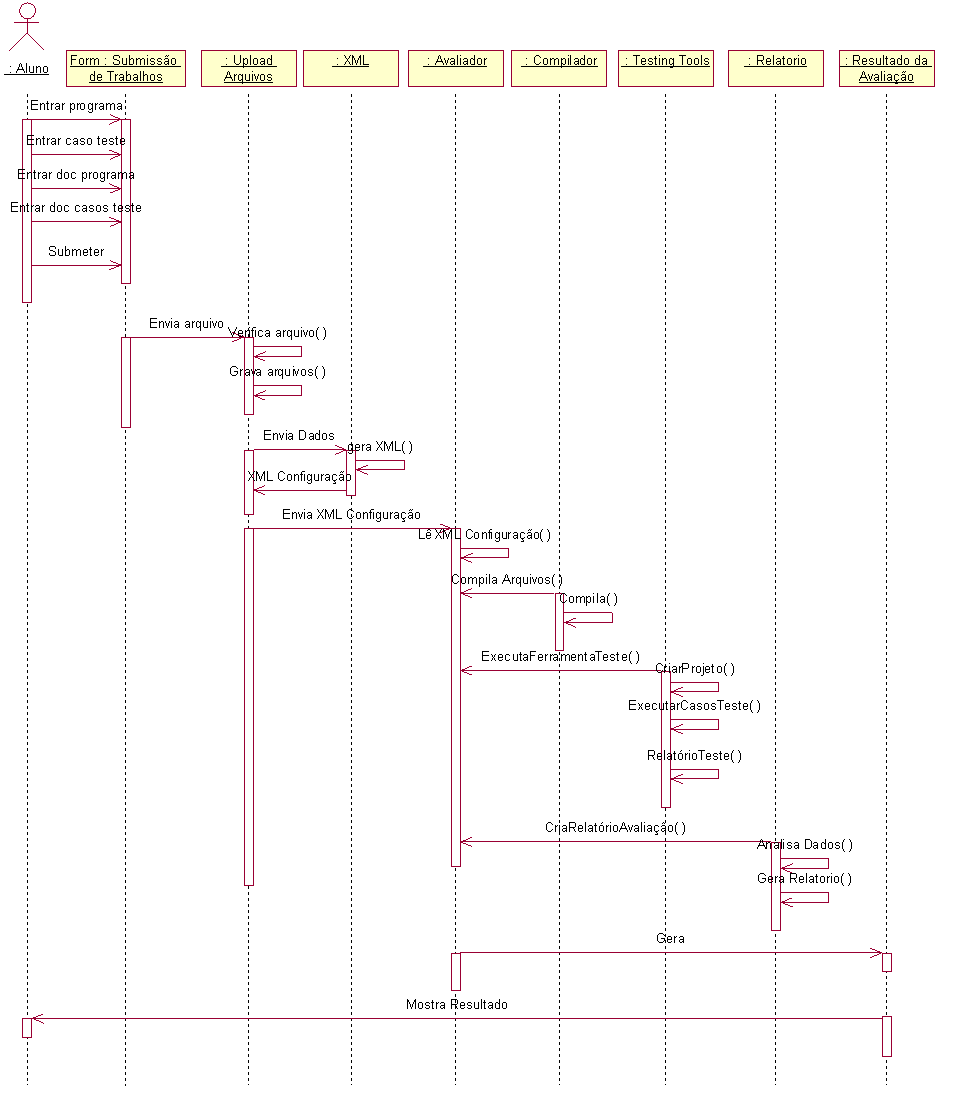 : Aluno
Form : Submissão
de Trabalhos
: Upload
Arquivos
: XML
: Avaliador
: Compilador
: Testing Tools
: Relatorio
: Resultado da
Avaliação
Entrar programa
Entrar caso teste
Entrar doc programa
Entrar doc casos teste
Submeter
Envia arquivo
Verifica arquivo( )
Grava arquivos( )
Envia Dados
gera XML( )
XML Configuração
Envia XML Configuração
Lê XML Configuração( )
Compila Arquivos( )
Compila( )
ExecutaFerramentaTeste( )
CriarProjeto( )
ExecutarCasosTeste( )
RelatórioTeste( )
CriaRelatórioAvaliação( )
Analisa Dados( )
Gera Relatorio( )
Gera
Mostra Resultado